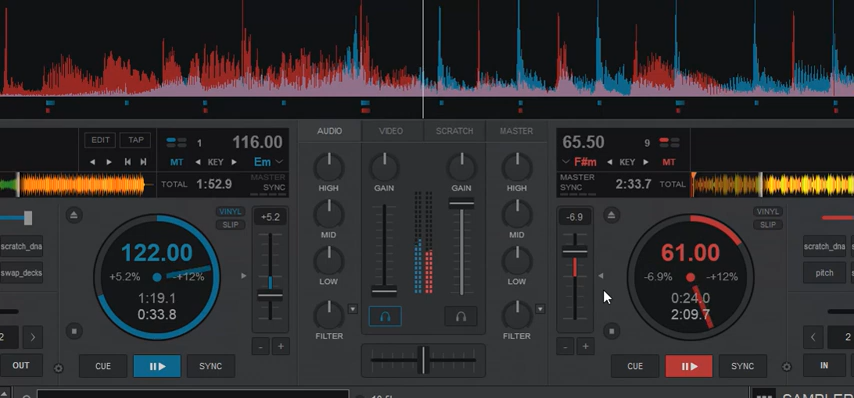 EDIT TAP 1 116.00
MT KEY Em
TOTAL 1:52.9 MASTER SYNC
AUDIO VIDEO SCRATCH MASTER
65.50 9
F#m KEY MT
MASTER SYNC 2:33.7 TOTAL
HIGH GAIN GAIN HIGH
MID MID
LOW LOW
FILTER FILTER
VINYL +5.2
SLIP
scratch_dna
swap_decks
122.00
+5.2% +12%
1:19.1
0:33.8
2
OUT CUE SYNC
- +
-6.9
VINYL
SLIP
61.00
-6.9% +12%
0:24.0
2:09.7
scratch_dna
pitch
2
- +
CUE SYNC IN
SAMPLER